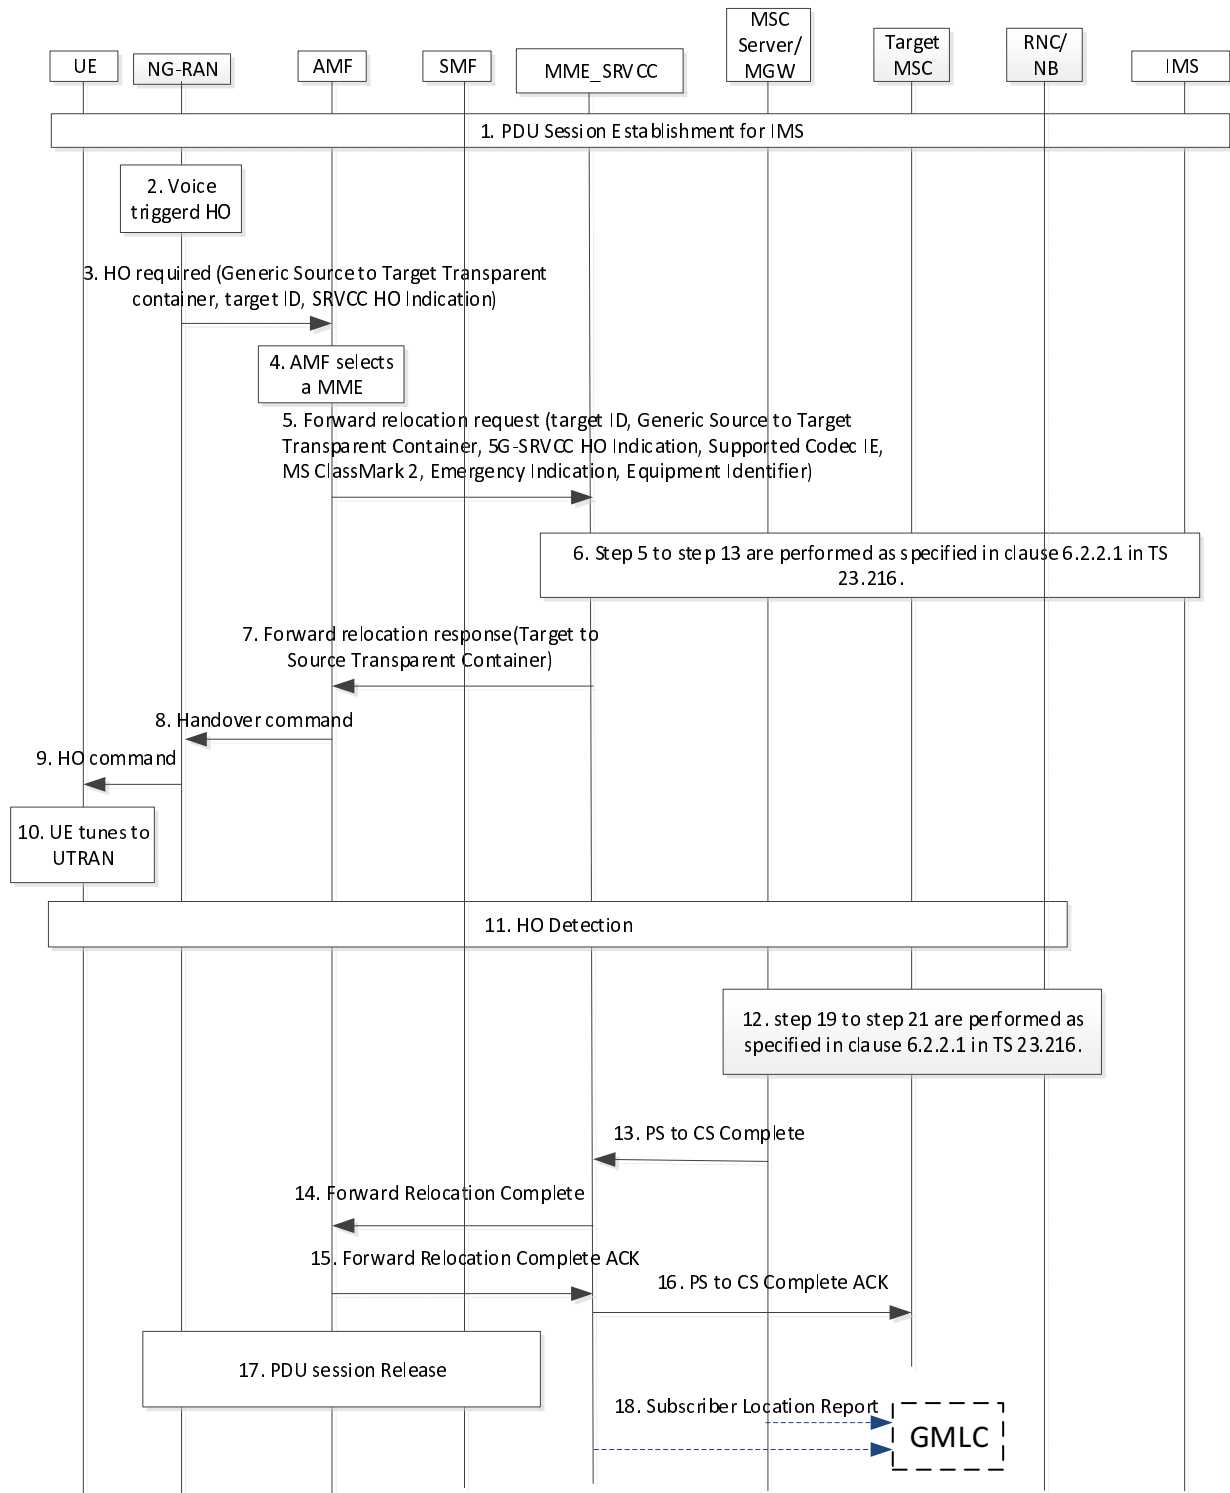 UE
NG-RAN
AMF
SMF
MME_SRVCC
MSC
Server/
MGW
Target
MSC
RNC/
NB
IMS
1. PDU Session Establishment for IMS
2. Voice
triggerd HO
3. HO required (Generic Source to Target Transparent
container, target ID, SRVCC HO Indication)
4. AMF selects
a MME
5. Forward relocation request (target ID, Generic Source to Target
Transparent Container, 5G-SRVCC HO Indication, Supported Codec IE,
MS ClassMark 2, Emergency Indication, Equipment Identifier)
6. Step 5 to step 13 are performed as specified in clause 6.2.2.1 in TS
23.216.
7. Forward relocation response(Target to
Source Transparent Container)
8. Handover command
9. HO command
10. UE tunes to
UTRAN
11. HO Detection
12. step 19 to step 21 are performed as
specified in clause 6.2.2.1 in TS 23.216.
13. PS to CS Complete
14. Forward Relocation Complete
15. Forward Relocation Complete ACK
16. PS to CS Complete ACK
17. PDU session Release
18. Subscriber Location Report
GMLC